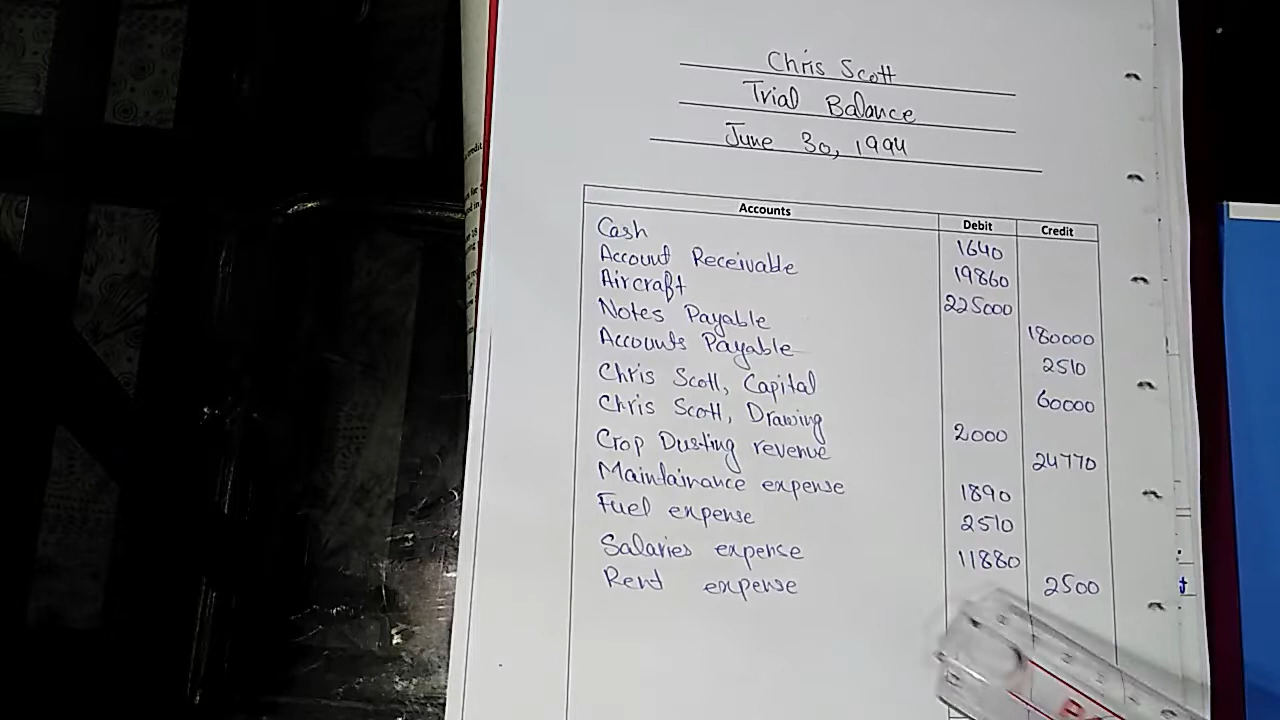 Chris Scott
Trial Balance
June 30, 1994
Accounts Debit Credit
Cash 1640
Account Receivable 19860
Aircraft 225000
Notes Payable 180000
Accounts Payable 2510
Chris Scott, Capital 60000
Chris Scott, Drawing 2000
Crop Dusting revenue 24770
Maintainance expense 1890
Fuel expense 2510
Salaries expense 11880
Rent expense 2500